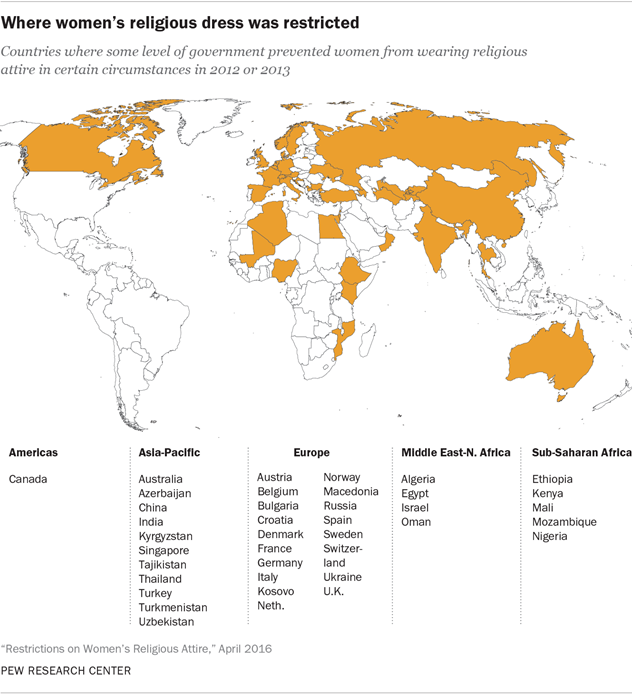 Where women’s religious dress was restricted
Countries where some level of government prevented women from wearing religious
attire in certain circumstances in 2012 or 2013
Americas
Canada
Asia-Pacific
Australia
Azerbaijan
China
India
Kyrgyzstan
Singapore
Tajikistan
Thailand
Turkey
Turkmenistan
Uzbekistan
Europe
Austria
Belgium
Bulgaria
Croatia
Denmark
France
Germany
Italy
Kosovo
Neth.
Norway
Macedonia
Russia
Spain
Sweden
Switzer-
land
Ukraine
U.K.
Middle East-N. Africa
Algeria
Egypt
Israel
Oman
Sub-Saharan Africa
Ethiopia
Kenya
Mali
Mozambique
Nigeria
“Restrictions on Women’s Religious Attire,” April 2016
PEW RESEARCH CENTER